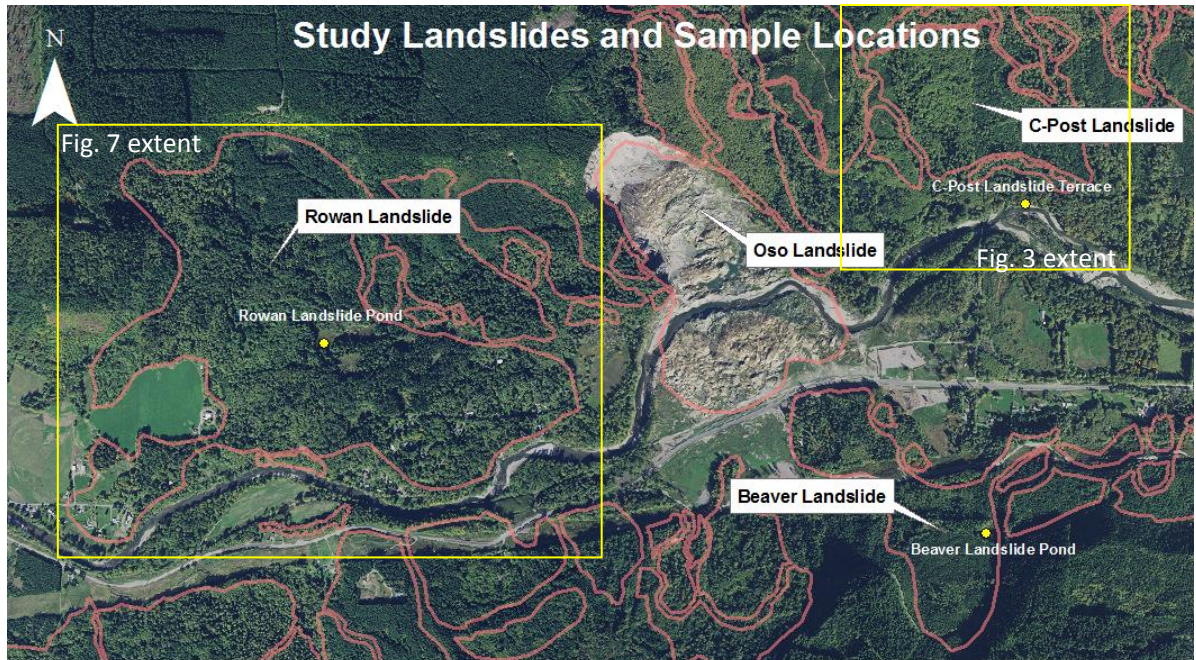 Study Landslides and Sample Locations
N
Fig. 7 extent
C-Post Landslide
C-Post Landslide Terrace
Rowan Landslide
Oso Landslide
Fig. 3 extent
Rowan Landslide Pond
Beaver Landslide
Beaver Landslide Pond